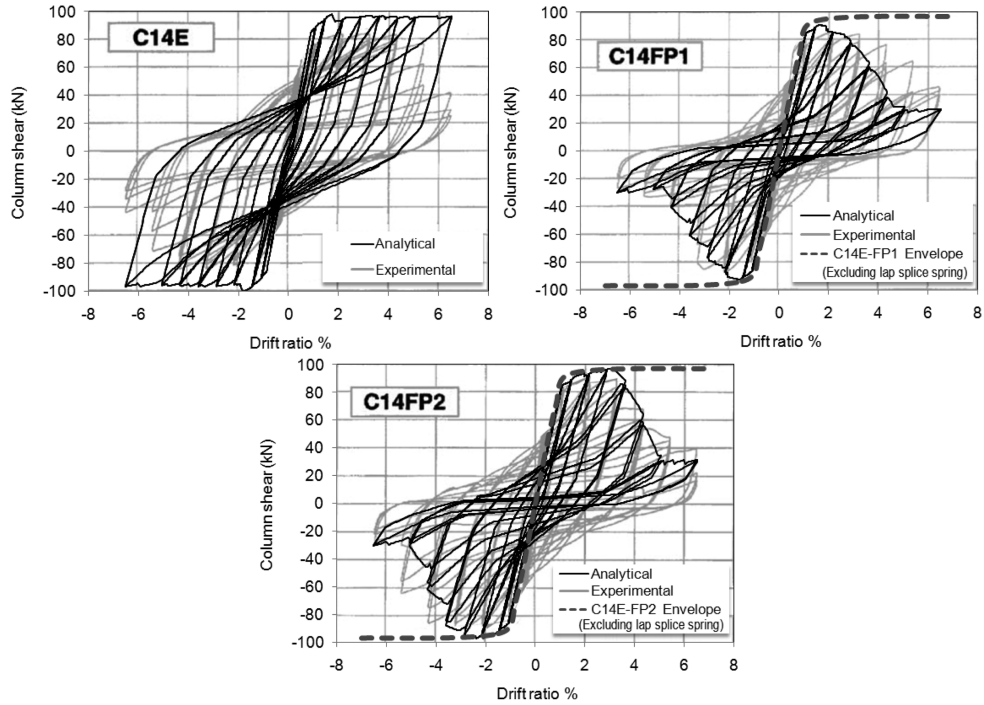 C14E
Column shear (kN)
100
80
60
40
20
0
-20
-40
-60
-80
-100
-8 -6 -4 -2 0 2 4 6 8
Drift ratio %
Analytical
Experimental
C14FP1
Column shear (kN)
100
80
60
40
20
0
-20
-40
-60
-80
-100
-8 -6 -4 -2 0 2 4 6 8
Drift ratio %
Analytical
Experimental
C14E-FP1 Envelope
(Excluding lap splice spring)
C14FP2
Column shear (kN)
100
80
60
40
20
0
-20
-40
-60
-80
-100
-8 -6 -4 -2 0 2 4 6 8
Drift ratio %
Analytical
Experimental
C14E-FP2 Envelope
(Excluding lap splice spring)